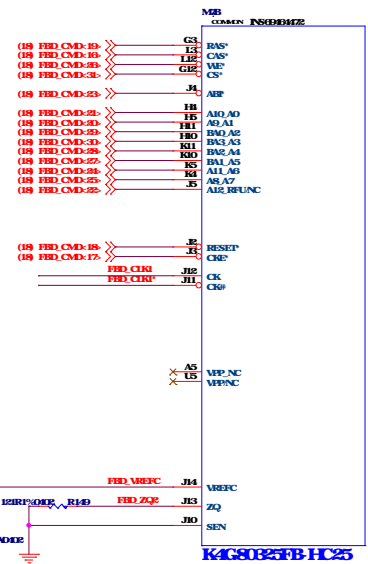 M7B
COMMON INS69484472
(18) FBD_CMD<19> G3 RAS*
(18) FBD_CMD<16> L3 CAS*
(18) FBD_CMD<26> L12 WE*
(18) FBD_CMD<31> G12 CS*
(18) FBD_CMD<23> J4 ABI*
(18) FBD_CMD<21> H4 A10_A0
(18) FBD_CMD<20> H5 A9_A1
(18) FBD_CMD<29> H11 BA0_A2
(18) FBD_CMD<30> H10 BA3_A3
(18) FBD_CMD<28> K11 BA2_A4
(18) FBD_CMD<27> K10 BA1_A5
(18) FBD_CMD<24> K5 A11_A6
(18) FBD_CMD<25> K4 A8_A7
(18) FBD_CMD<22> J5 A12_RFU/NC
(18) FBD_CMD<18> J2 RESET*
(18) FBD_CMD<17> J3 CKE*
FBD_CLK1 J12 CK
FBD_CLK1* J11 CK#
A5 VPP_NC
U5 VPP/NC
FBD_VREFC J14 VREFC
121R1%0402 R149 FBD_ZQ2 J13 ZQ
J10 SEN
K4G80325FB-HC25